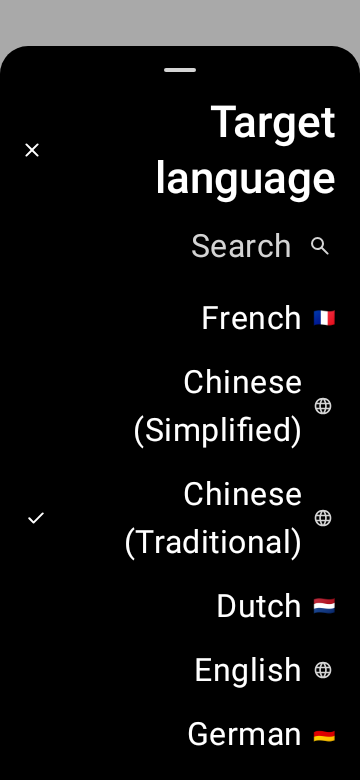 Target
language
Search
French
Chinese
(Simplified)
Chinese
(Traditional)
Dutch
English
German